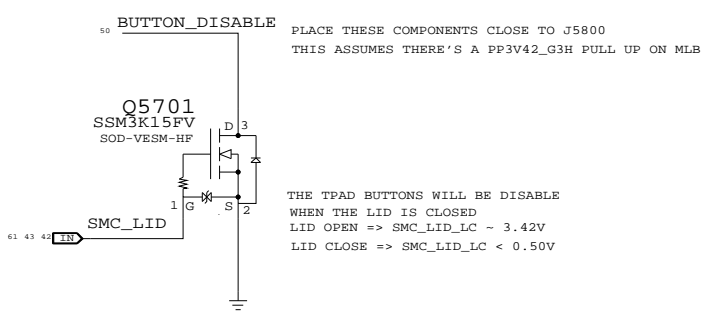 50 BUTTON_DISABLE
PLACE THESE COMPONENTS CLOSE TO J5800
THIS ASSUMES THERE'S A PP3V42_G3H PULL UP ON MLB
Q5701
SSM3K15FV
SOD-VESM-HF
D 3
1 G S 2
SMC_LID
61 43 42 IN
THE TPAD BUTTONS WILL BE DISABLE
WHEN THE LID IS CLOSED
LID OPEN => SMC_LID_LC ~ 3.42V
LID CLOSE => SMC_LID_LC < 0.50V